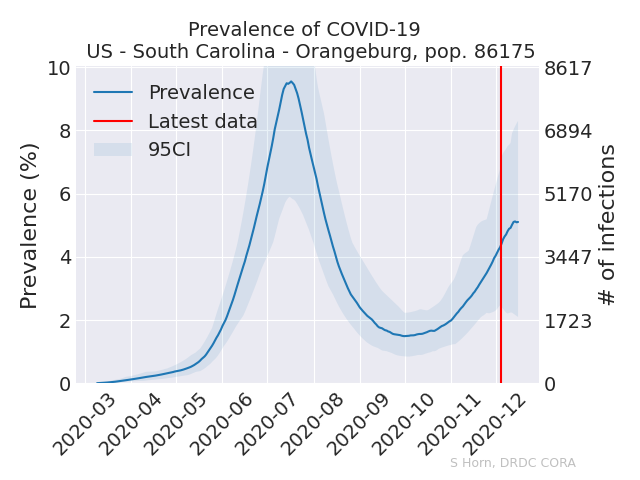 Prevalence of COVID-19
US - South Carolina - Orangeburg, pop. 86175
Prevalence
Latest data
95CI
Prevalence (%)
10
8
6
4
2
0
8617
6894
5170
3447
1723
0
# of infections
2020-03
2020-04
2020-05
2020-06
2020-07
2020-08
2020-09
2020-10
2020-11
2020-12
S Horn, DRDC CORA